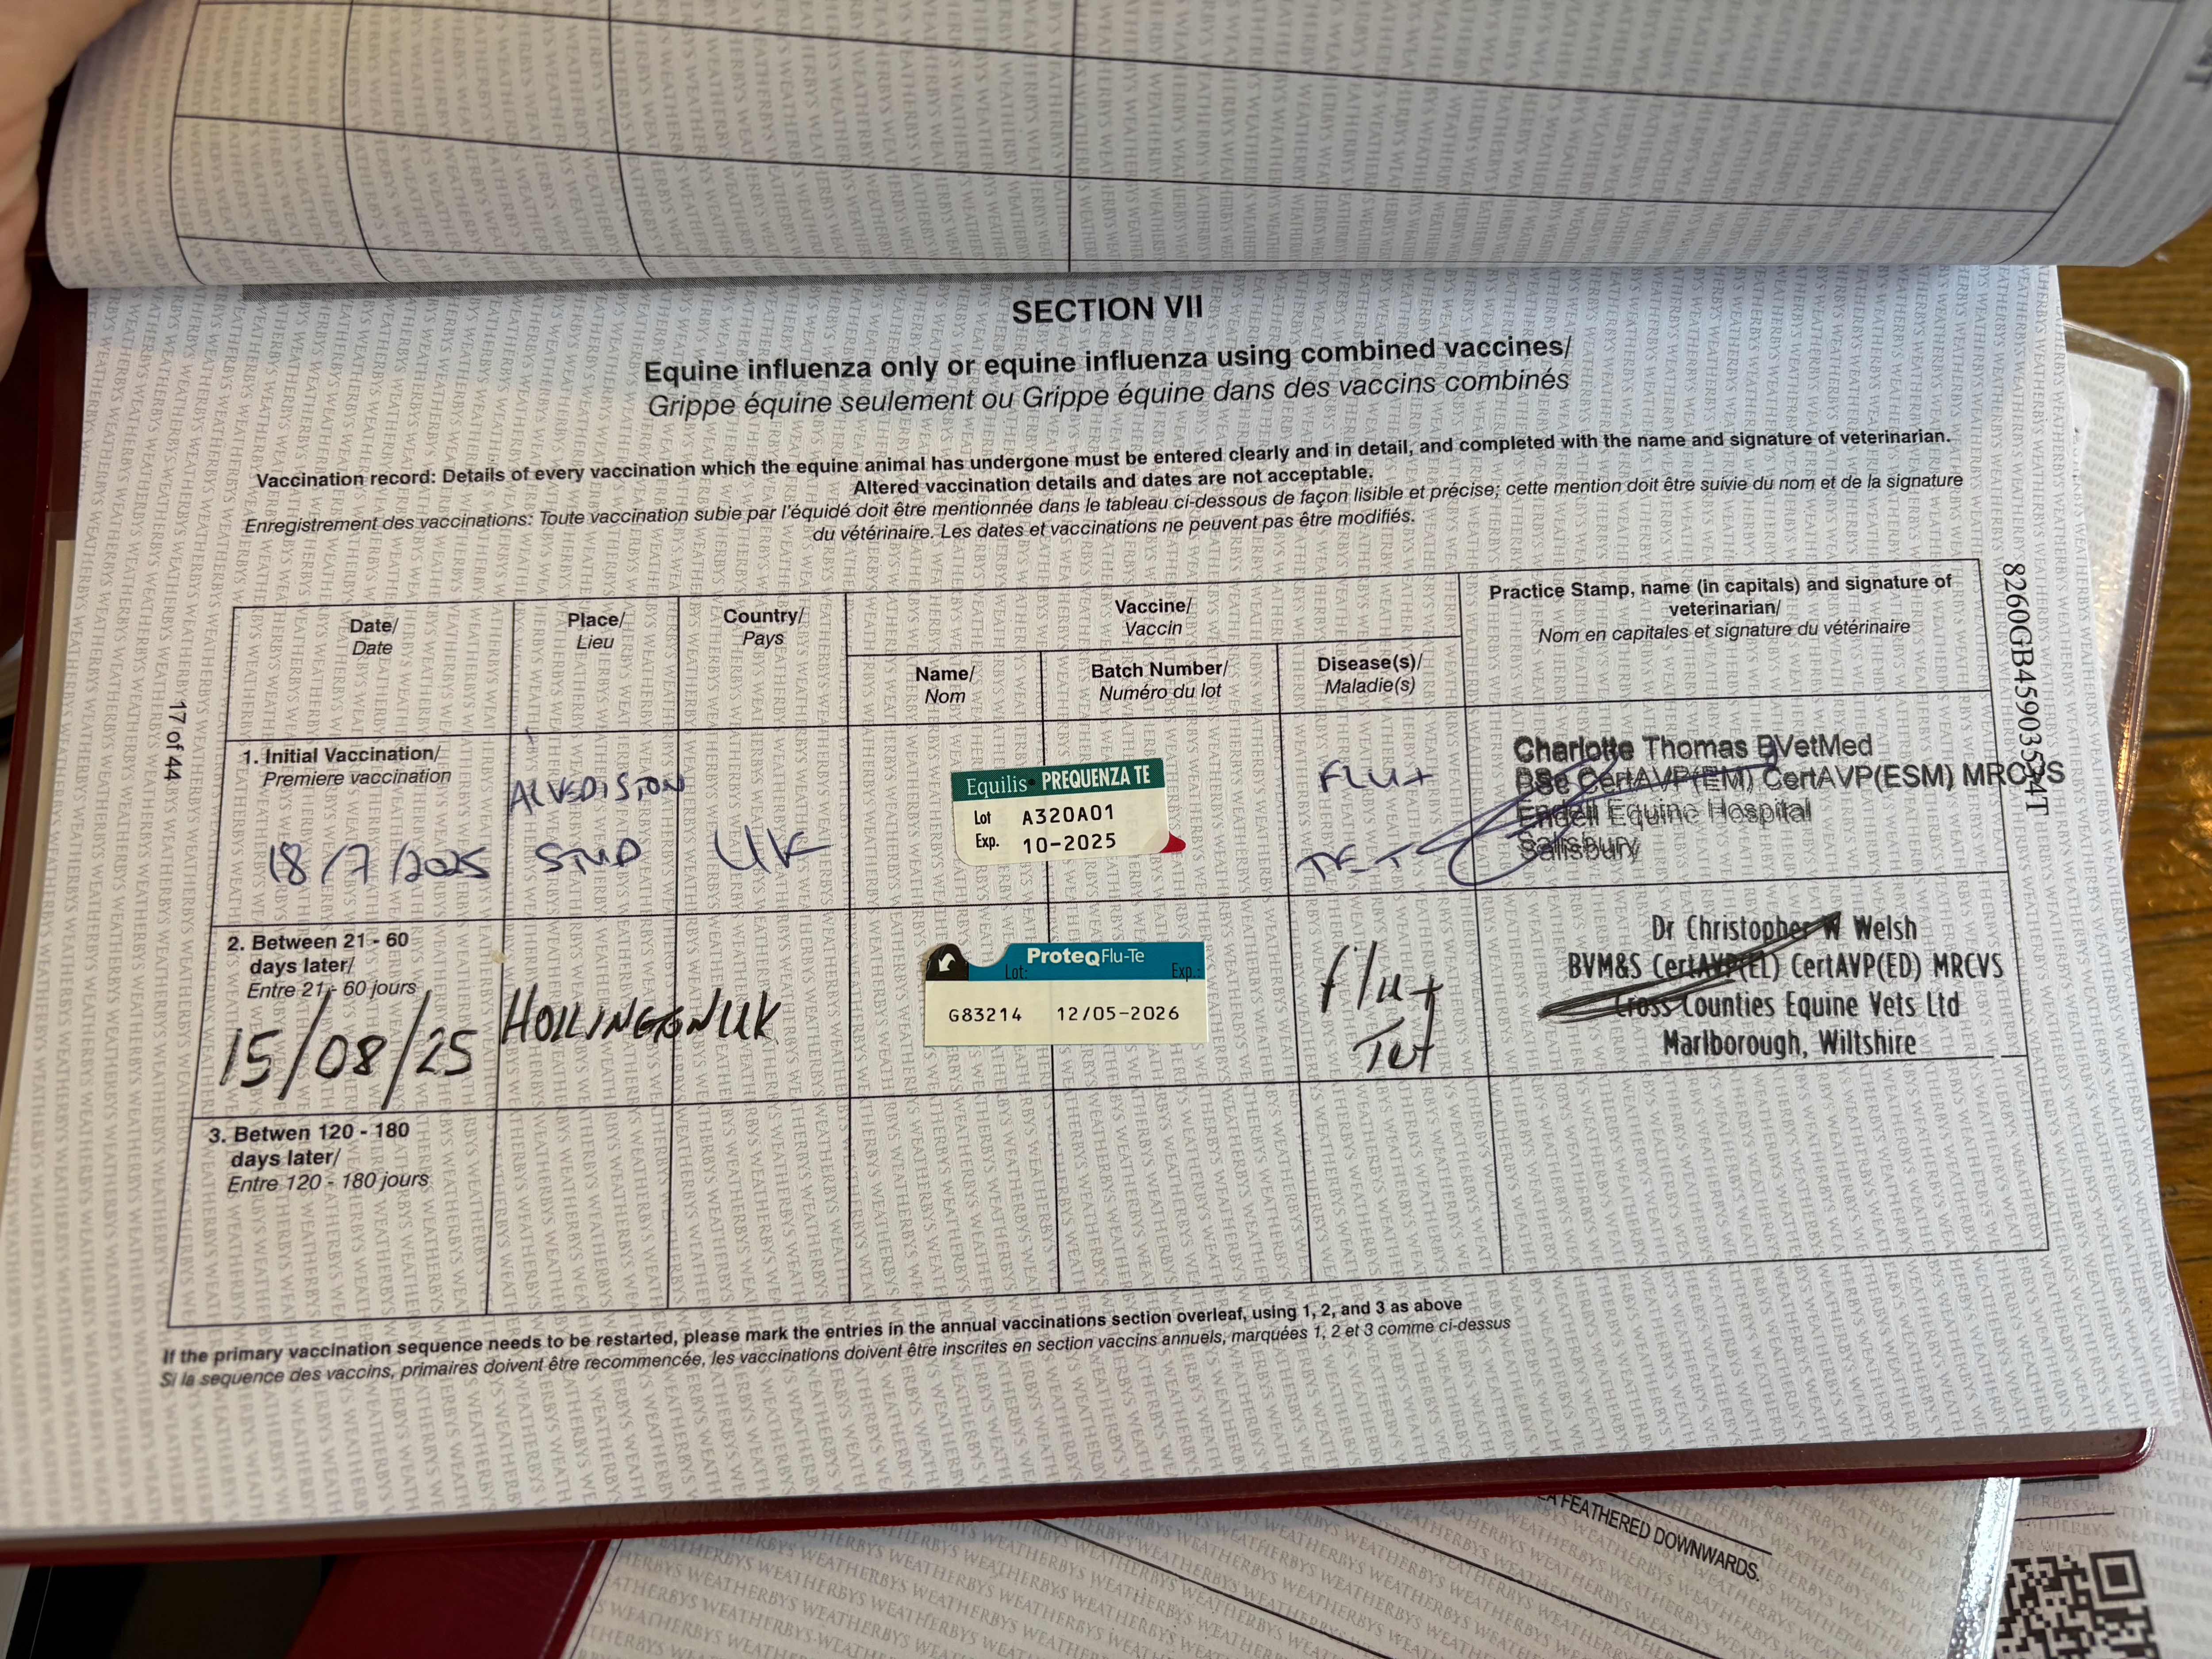 SECTION VII
Equine influenza only or equine influenza using combined vaccines/
Grippe équine seulement ou Grippe équine dans des vaccins combinés
Vaccination record: Details of every vaccination which the equine animal has undergone must be entered clearly and in detail, and completed with the name and signature of veterinarian.
Altered vaccination details and dates are not acceptable.
Enregistrement des vaccinations: Toute vaccination subie par l'équidé doit être mentionnée dans le tableau ci-dessous de façon lisible et précise; cette mention doit être suivie du nom et de la signature
du vétérinaire. Les dates et vaccinations ne peuvent pas être modifiés.
Date/
Date
Place/
Lieu
Country/
Pays
Vaccine/
Vaccin
Name/
Nom
Batch Number/
Numéro du lot
Disease(s)/
Maladie(s)
Practice Stamp, name (in capitals) and signature of
veterinarian/
Nom en capitales et signature du vétérinaire
1. Initial Vaccination/
Premiere vaccination
18/7/2025
ALVEDISTON
STUD
UK
Equilis PREQUENZA TE
Lot A320A01
Exp. 10-2025
FLU+
TET
Charlotte Thomas BVetMed
BSc CertAVP(EM) CertAVP(ESM) MRCVS
Endell Equine Hospital
Salisbury
2. Between 21 - 60
days later/
Entre 21 - 60 jours
15/08/25
UK
ProteqFlu-Te
Lot: Exp.:
G83214 12/05-2026
flu+
Tet
Dr Christopher W Welsh
BVM&S CertAVP(EL) CertAVP(ED) MRCVS
Cross Counties Equine Vets Ltd
Marlborough, Wiltshire
3. Betwen 120 - 180
days later/
Entre 120 - 180 jours
If the primary vaccination sequence needs to be restarted, please mark the entries in the annual vaccinations section overleaf, using 1, 2, and 3 as above
Si la sequence des vaccins, primaires doivent être recommencée, les vaccinations doivent être inscrites en section vaccins annuels, marquées 1, 2 et 3 comme ci-dessus
17 of 44
FEATHERED DOWNWARDS.
WEATHERBYS